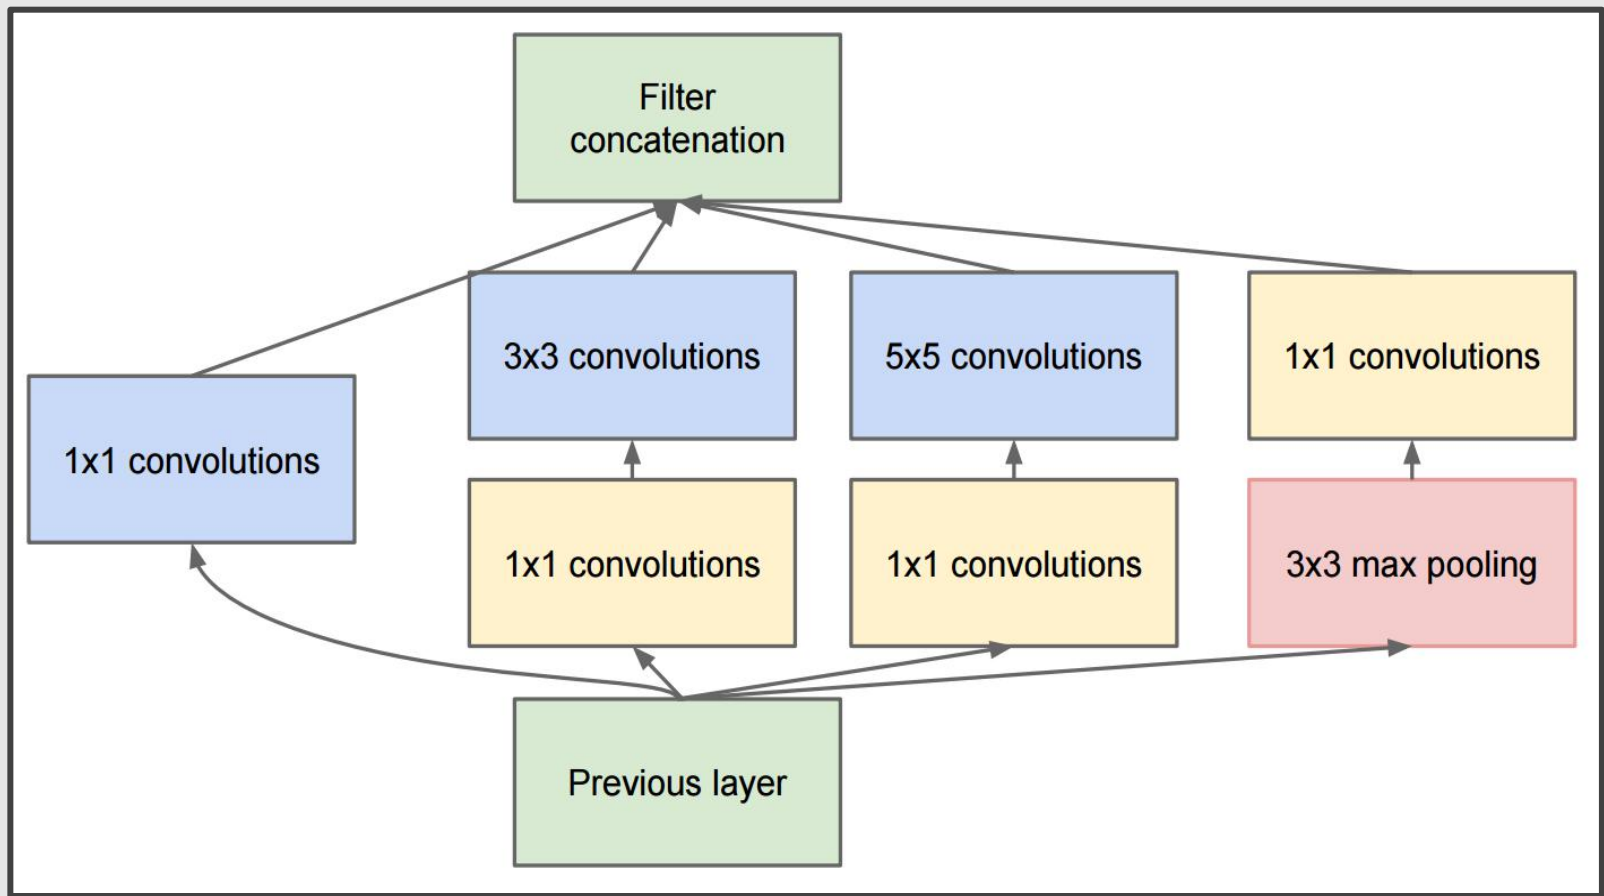 Filter
concatenation
3x3 convolutions
5x5 convolutions
1x1 convolutions
1x1 convolutions
1x1 convolutions
1x1 convolutions
3x3 max pooling
Previous layer